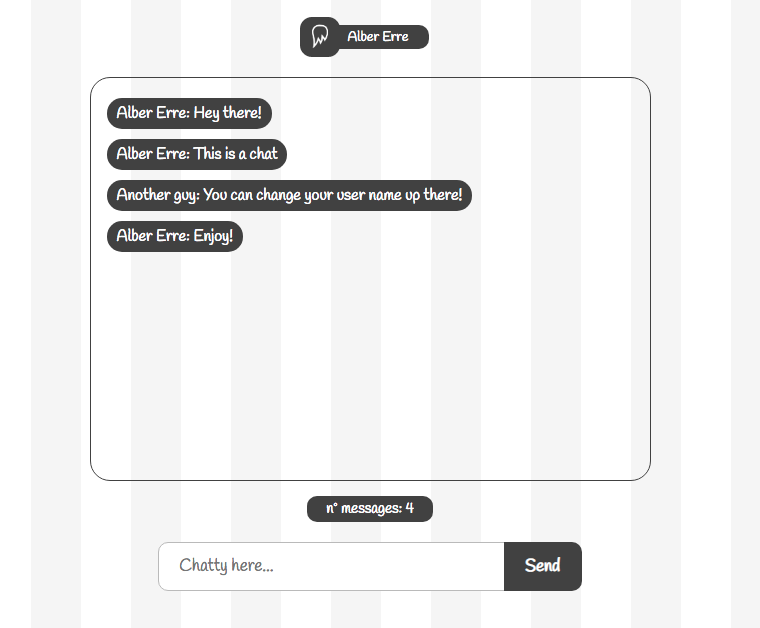 Alber Erre
Alber Erre: Hey there!
Alber Erre: This is a chat
Another guy: You can change your user name up there!
Alber Erre: Enjoy!
n° messages: 4
Chatty here...
Send